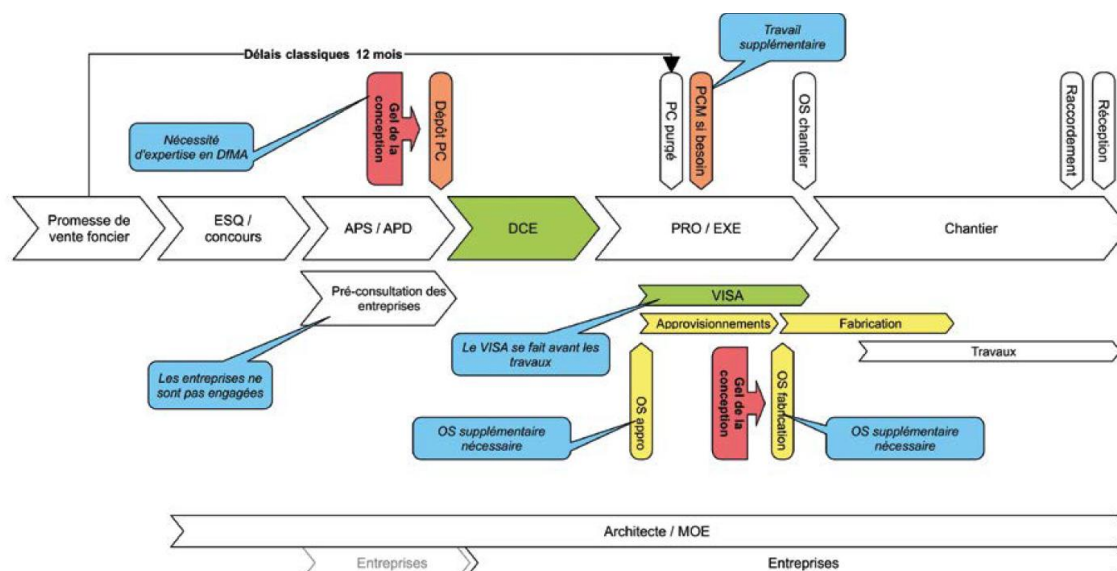 Délais classiques 12 mois
Travail
supplémentaire
Nécessité
d'expertise en DfMA
Gel de la
conception
Dépôt PC
PC purgé
PCM si besoin
OS chantier
Raccordement
Réception
Promesse de
vente foncier
ESQ /
concours
APS / APD
DCE
PRO / EXE
Chantier
Pré-consultation des
entreprises
VISA
Approvisionnements
Fabrication
Travaux
Le VISA se fait avant les
travaux
Les entreprises ne
sont pas engagées
OS supplémentaire
nécessaire
OS appro
Gel de la
conception
OS fabrication
OS supplémentaire
nécessaire
Architecte / MOE
Entreprises
Entreprises